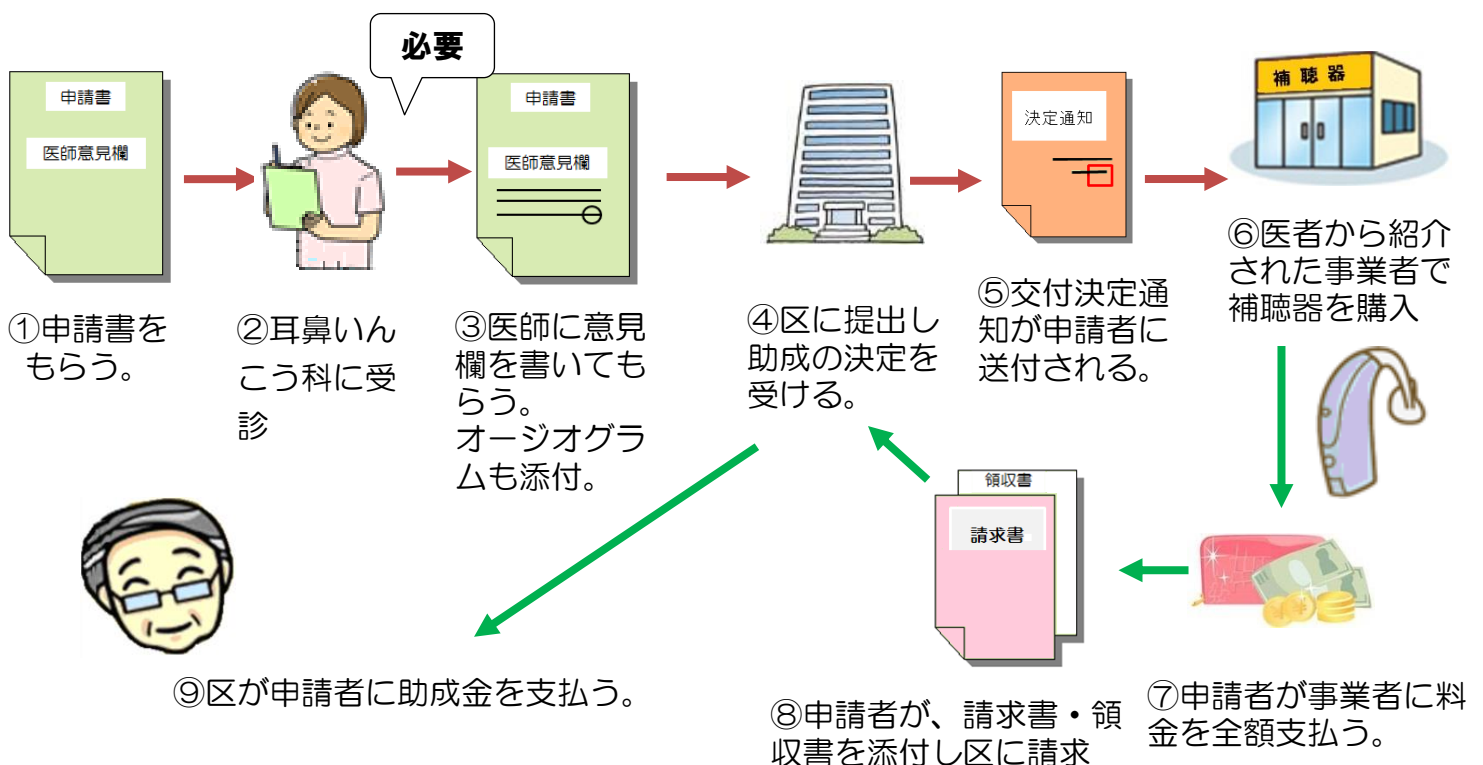 必要
申請書
医師意見欄
申請書
医師意見欄
決定通知
補聴器
①申請書を
もらう。
②耳鼻いん
こう科に受
診
③医師に意見
欄を書いても
らう。
オージオグラ
ムも添付。
④区に提出し
助成の決定を
受ける。
⑤交付決定通
知が申請者に
送付される。
⑥医者から紹介
された事業者で
補聴器を購入
領収書
請求書
⑦申請者が事業者に料
金を全額支払う。
⑧申請者が、請求書・領
収書を添付し区に請求
⑨区が申請者に助成金を支払う。